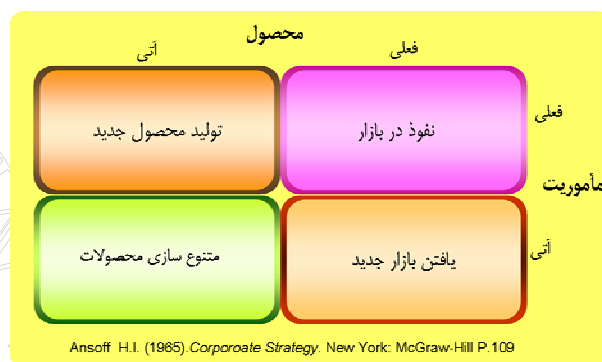 محصول
فعلی
آتی
فعلی
نفوذ در بازار
تولید محصول جدید
مأموریت
آتی
یافتن بازار جدید
متنوع سازی محصولات
Ansoff H.I. (1965).Corporoate Strategy. New York: McGraw-Hill P.109